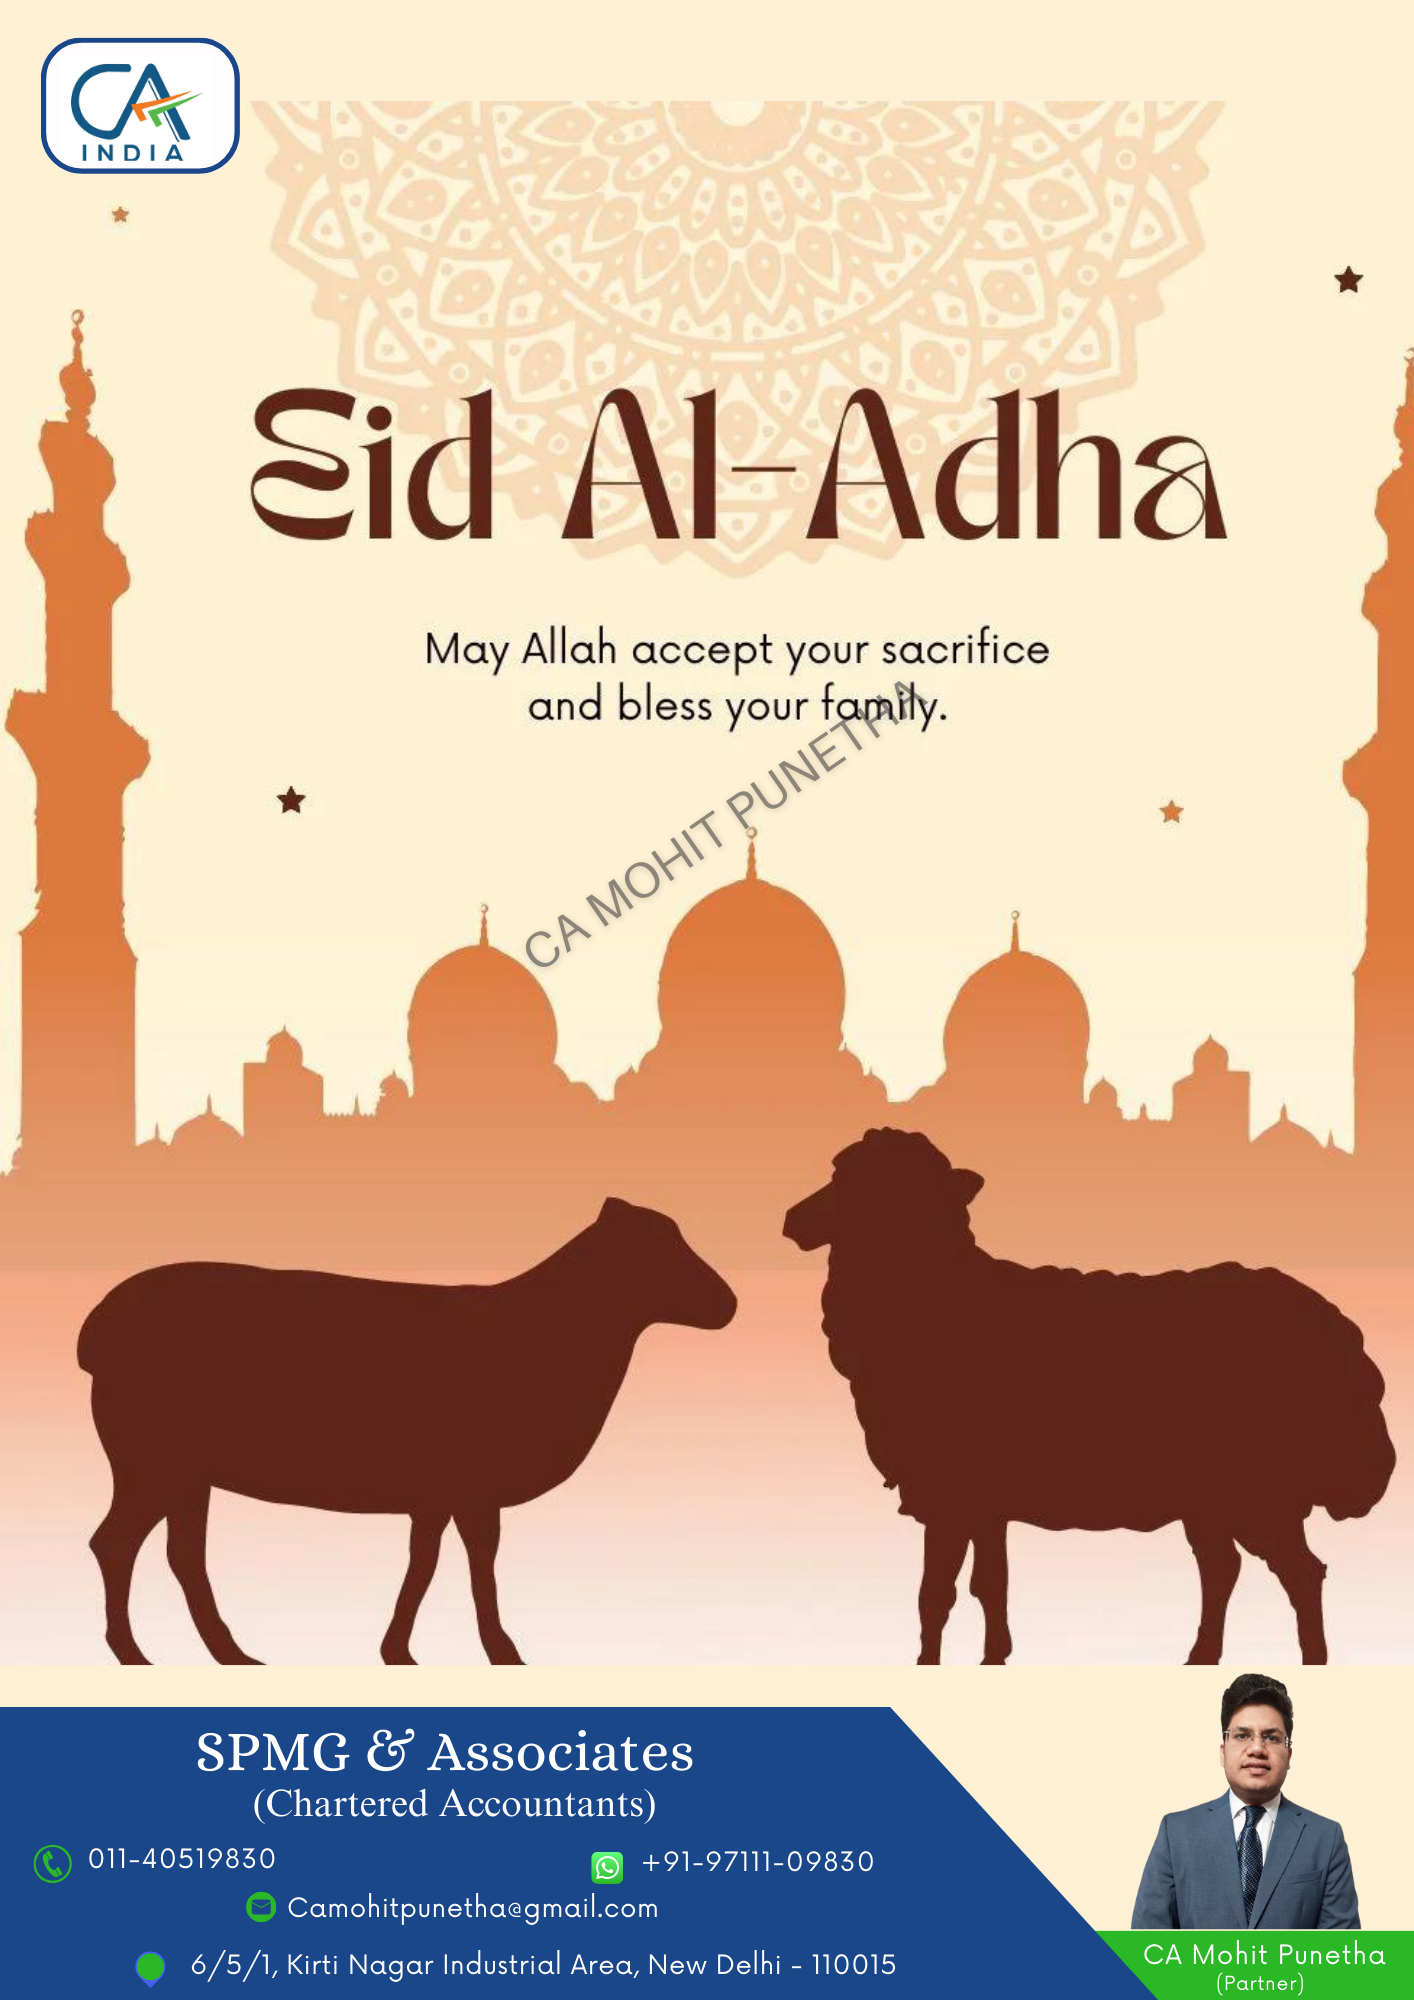 CA
INDIA
Eid Al-Adha
May Allah accept your sacrifice
and bless your family.
CA MOHIT PUNETHA
SPMG & Associates
(Chartered Accountants)
011-40519830
+91-97111-09830
Camohitpunetha@gmail.com
6/5/1, Kirti Nagar Industrial Area, New Delhi - 110015
CA Mohit Punetha
(Partner)